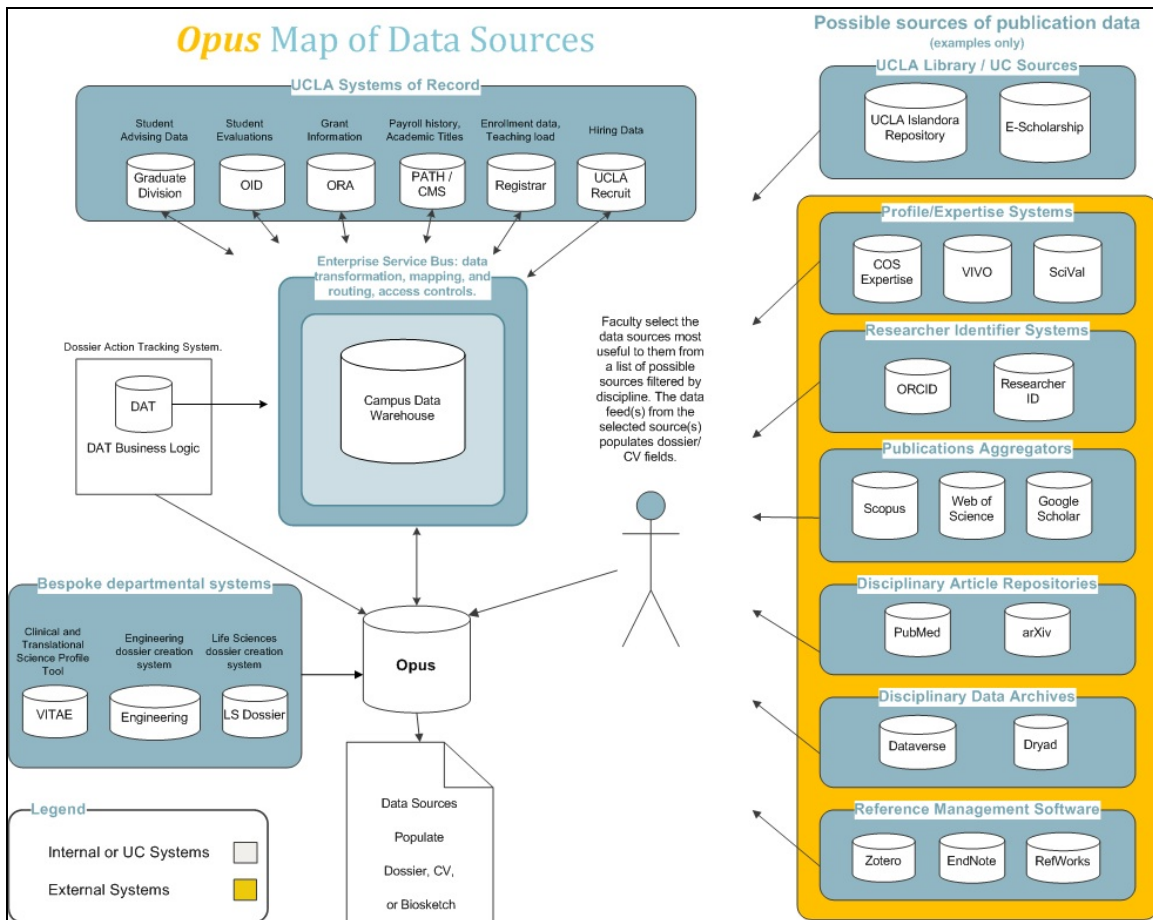 Opus Map of Data Sources
UCLA Systems of Record
Student
Advising Data
Graduate
Division
Student
Evaluations
OID
Grant
Information
ORA
Payroll history,
Academic Titles
PATH /
CMS
Enrollment data,
Teaching load
Registrar
Hiring Data
UCLA
Recruit
Enterprise Service Bus: data
transformation, mapping, and
routing, access controls.
Campus Data
Warehouse
Dossier Action Tracking System.
DAT
DAT Business Logic
Faculty select the
data sources most
useful to them from
a list of possible
sources filtered by
discipline. The data
feed(s) from the
selected source(s)
populates dossier/
CV fields.
Bespoke departmental systems
Clinical and
Translational
Science Profile
Tool
VITAE
Engineering
dossier creation
system
Engineering
Life Sciences
dossier creation
system
LS Dossier
Opus
Data Sources
Populate
Dossier, CV,
or Biosketch
Legend
Internal or UC Systems
External Systems
Possible sources of publication data
(examples only)
UCLA Library / UC Sources
UCLA Islandora
Repository
E-Scholarship
Profile/Expertise Systems
COS
Expertise
VIVO
SciVal
Researcher Identifier Systems
ORCID
Researcher
ID
Publications Aggregators
Scopus
Web of
Science
Google
Scholar
Disciplinary Article Repositories
PubMed
arXiv
Disciplinary Data Archives
Dataverse
Dryad
Reference Management Software
Zotero
EndNote
RefWorks